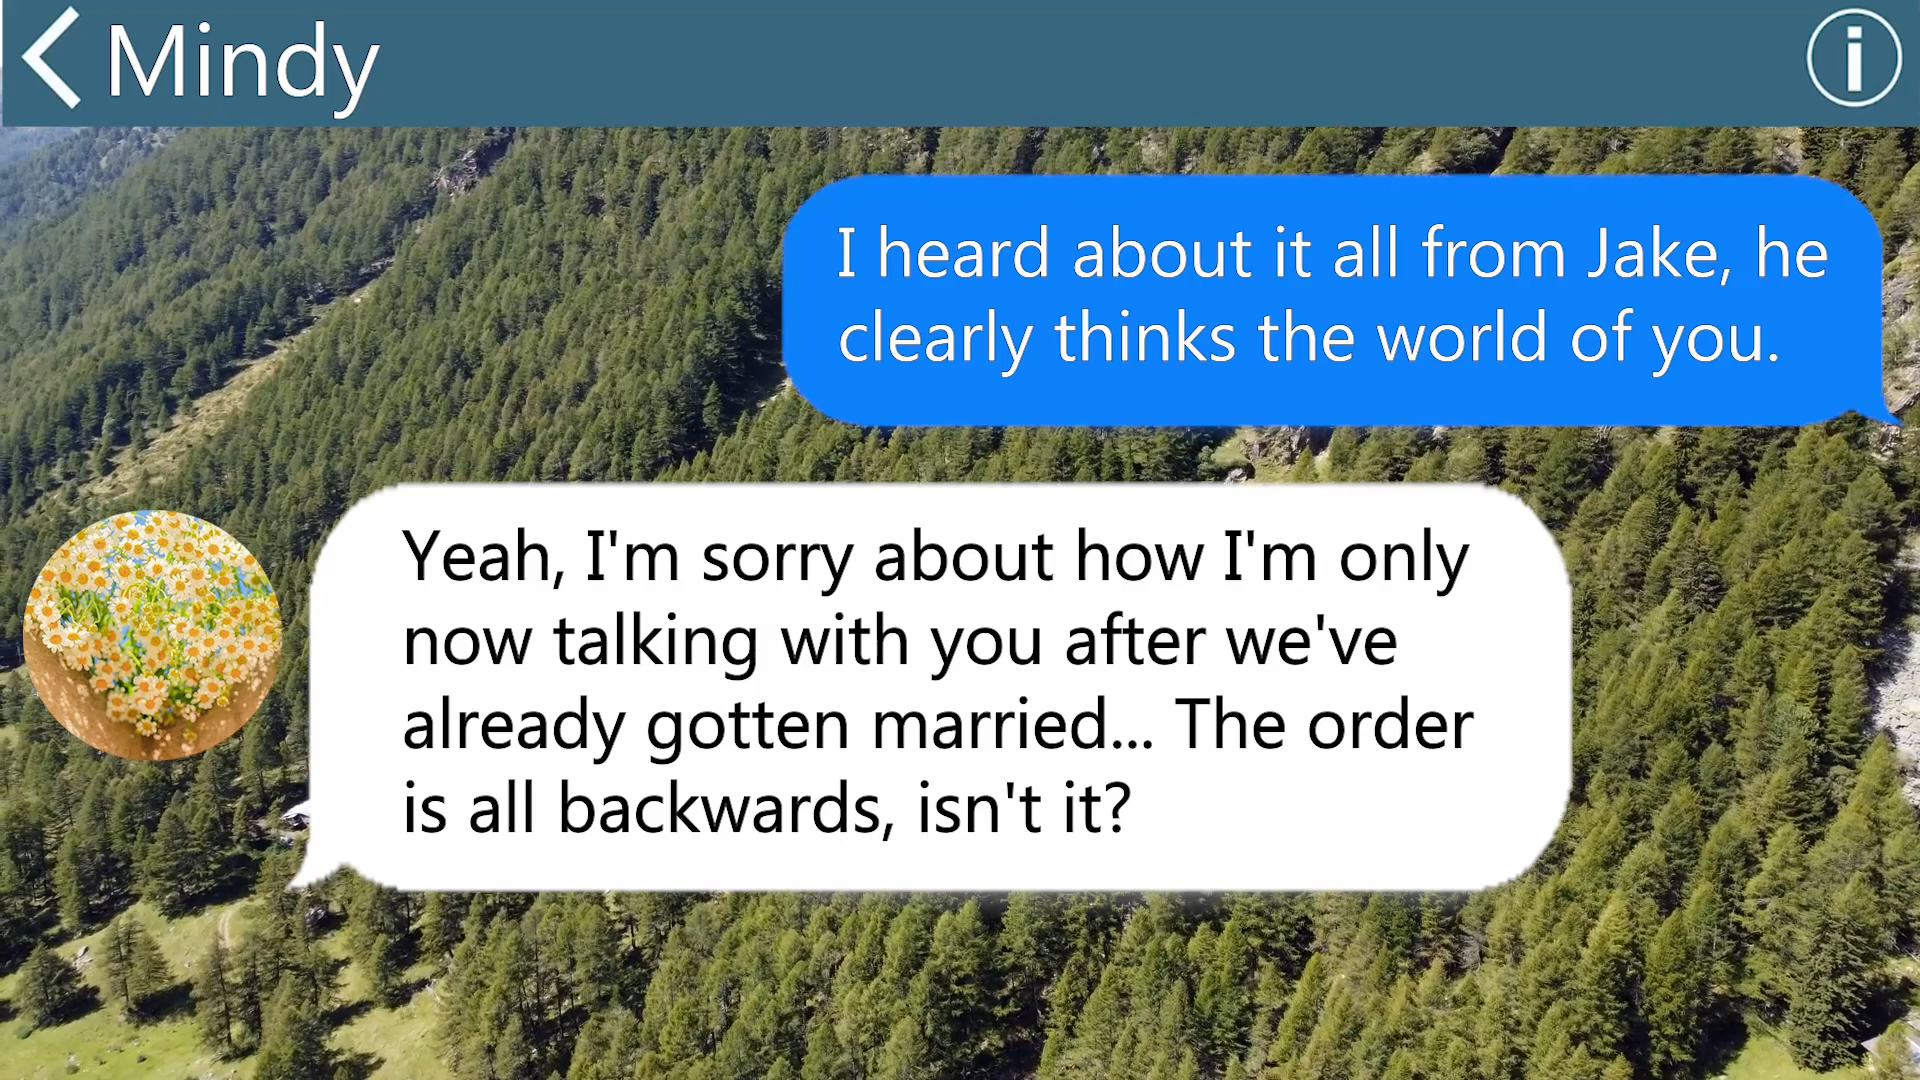 Mindy
I heard about it all from Jake, he
clearly thinks the world of you.
Yeah, I'm sorry about how I'm only
now talking with you after we've
already gotten married... The order
is all backwards, isn't it?